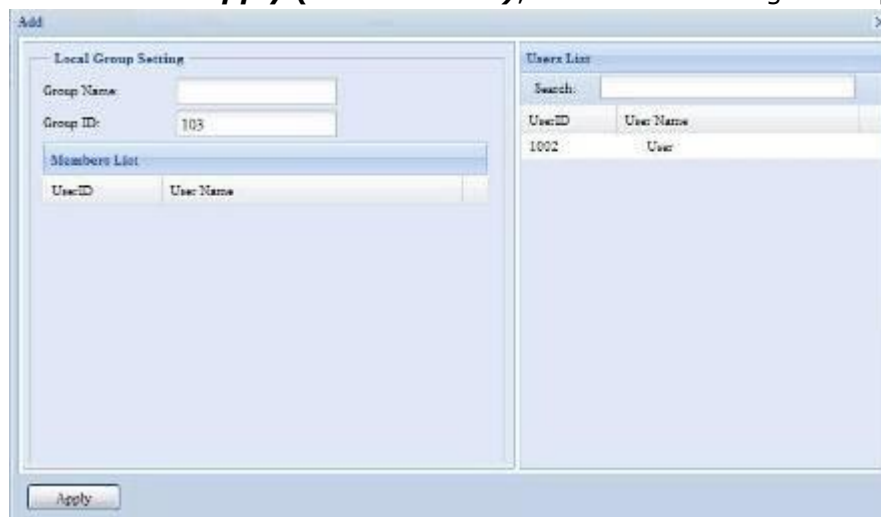 Apply
Add
Local Group Setting
Group Name:
Group ID: 103
Members List
UserID User Name
Users List
Search:
UserID User Name
1002 User
Apply